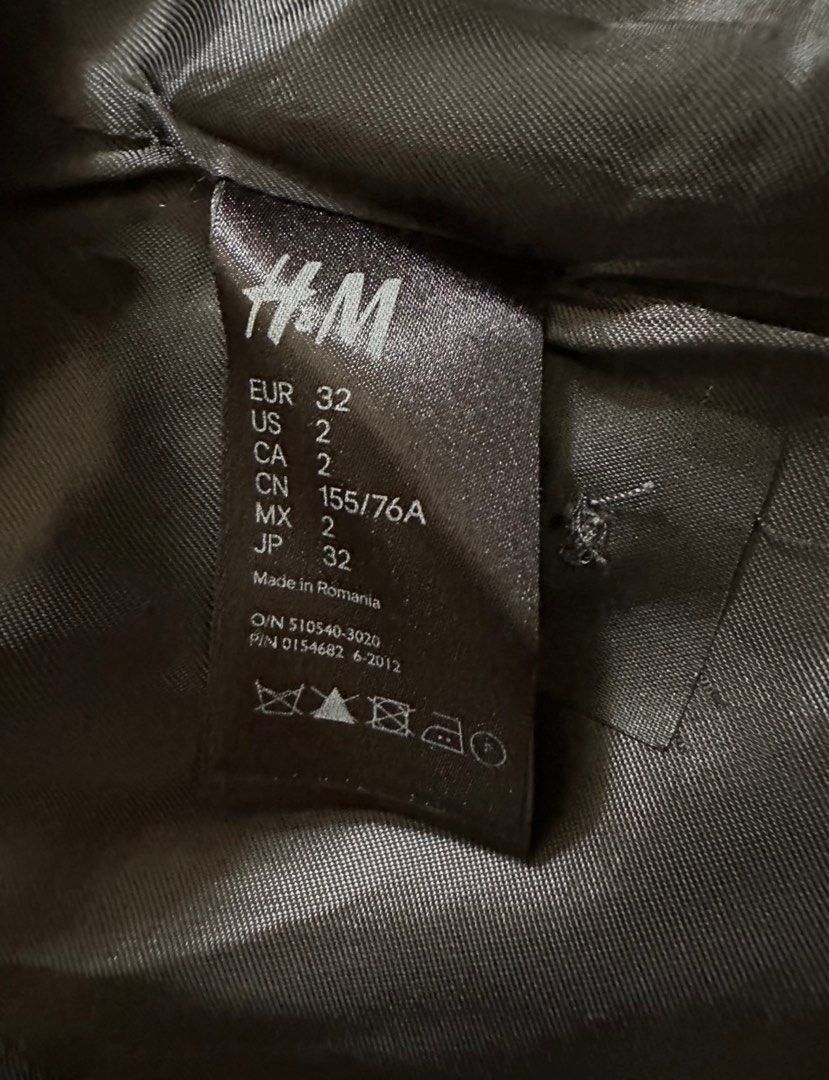 H&M
EUR 32
US 2
CA 2
CN 155/76A
MX 2
JP 32
Made in Romania
O/N 510540-3020
P/N 0154682 6-2012
F